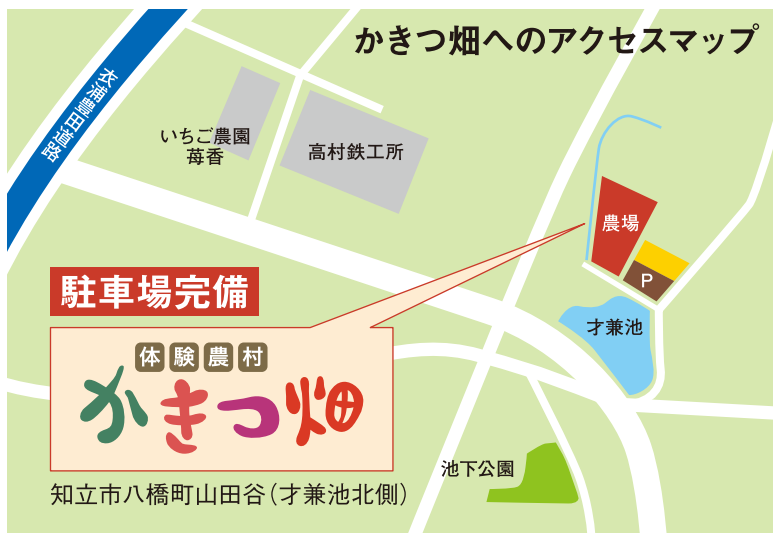 かきつ畑へのアクセスマップ
衣浦豊田道路
いちご農園
苺香
高村鉄工所
農場
P
才兼池
駐車場完備
体験農村
かきつ畑
池下公園
知立市八橋町山田谷（才兼池北側）